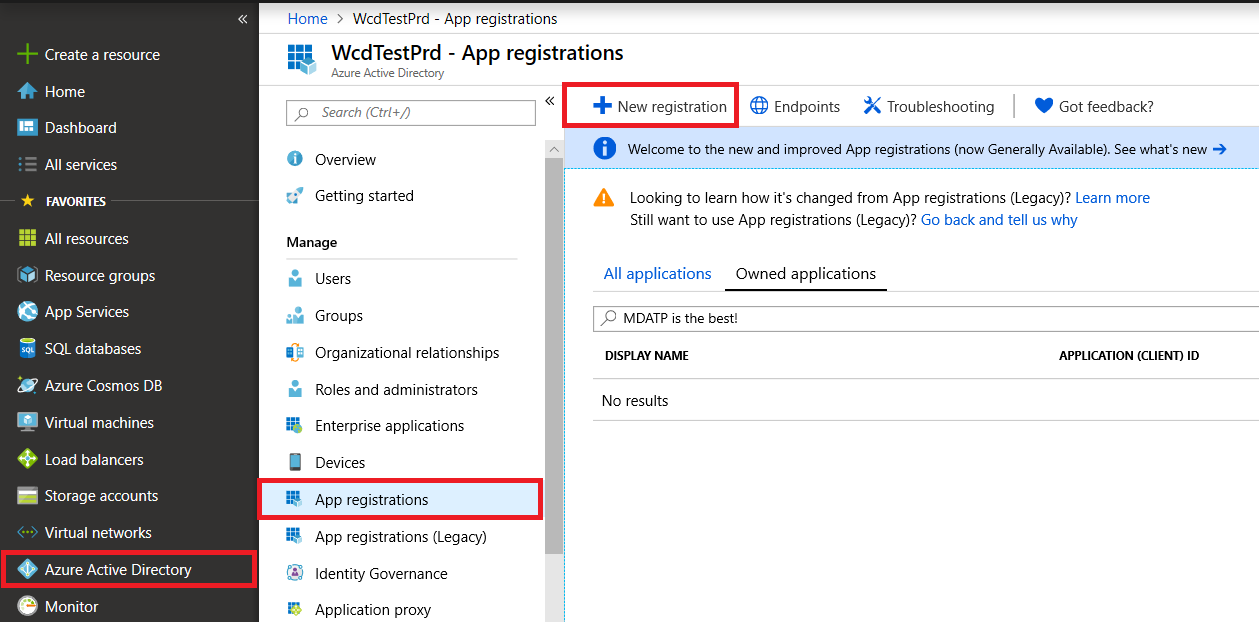 «
Create a resource
Home
Dashboard
All services
FAVORITES
All resources
Resource groups
App Services
SQL
SQL databases
Azure Cosmos DB
Virtual machines
Load balancers
Storage accounts
Virtual networks
Azure Active Directory
Monitor
Home > WcdTestPrd - App registrations
WcdTestPrd - App registrations
Azure Active Directory
Search (Ctrl+/)
«
Overview
Getting started
Manage
Users
Groups
Organizational relationships
Roles and administrators
Enterprise applications
Devices
App registrations
App registrations (Legacy)
Identity Governance
Application proxy
New registration Endpoints Troubleshooting Got feedback?
Welcome to the new and improved App registrations (now Generally Available). See what's new →
Looking to learn how it's changed from App registrations (Legacy)? Learn more
Still want to use App registrations (Legacy)? Go back and tell us why
All applications Owned applications
MDATP is the best!
DISPLAY NAME APPLICATION (CLIENT) ID
No results